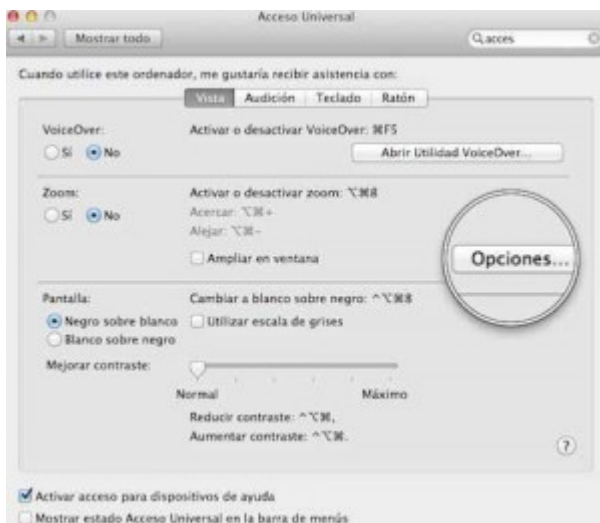 Acceso Universal
Mostrar todo
acces
Cuando utilice este ordenador, me gustaría recibir asistencia con:
Vista Audición Teclado Ratón
VoiceOver: Activar o desactivar VoiceOver: ⌘F5
Sí No Abrir Utilidad VoiceOver...
Zoom: Activar o desactivar zoom: ⌥⌘8
Sí No Acercar: ⌥⌘+
Alejar: ⌥⌘-
Ampliar en ventana
Opciones...
Pantalla: Cambiar a blanco sobre negro: ^⌥⌘8
Negro sobre blanco Utilizar escala de grises
Blanco sobre negro
Mejorar contraste:
Normal Máximo
Reducir contraste: ^⌥⌘,
Aumentar contraste: ^⌥⌘.
?
Activar acceso para dispositivos de ayuda
Mostrar estado Acceso Universal en la barra de menús